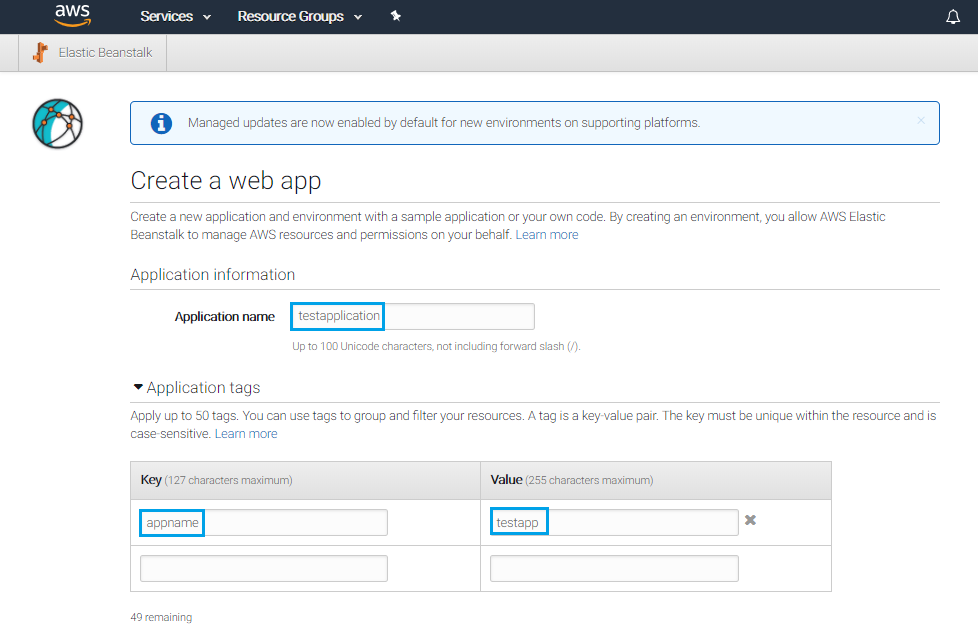 aws Services Resource Groups
Elastic Beanstalk
Managed updates are now enabled by default for new environments on supporting platforms.
Create a web app
Create a new application and environment with a sample application or your own code. By creating an environment, you allow AWS Elastic
Beanstalk to manage AWS resources and permissions on your behalf. Learn more
Application information
Application name testapplication
Up to 100 Unicode characters, not including forward slash (/).
Application tags
Apply up to 50 tags. You can use tags to group and filter your resources. A tag is a key-value pair. The key must be unique within the resource and is
case-sensitive. Learn more
Key (127 characters maximum) Value (255 characters maximum)
appname testapp
49 remaining